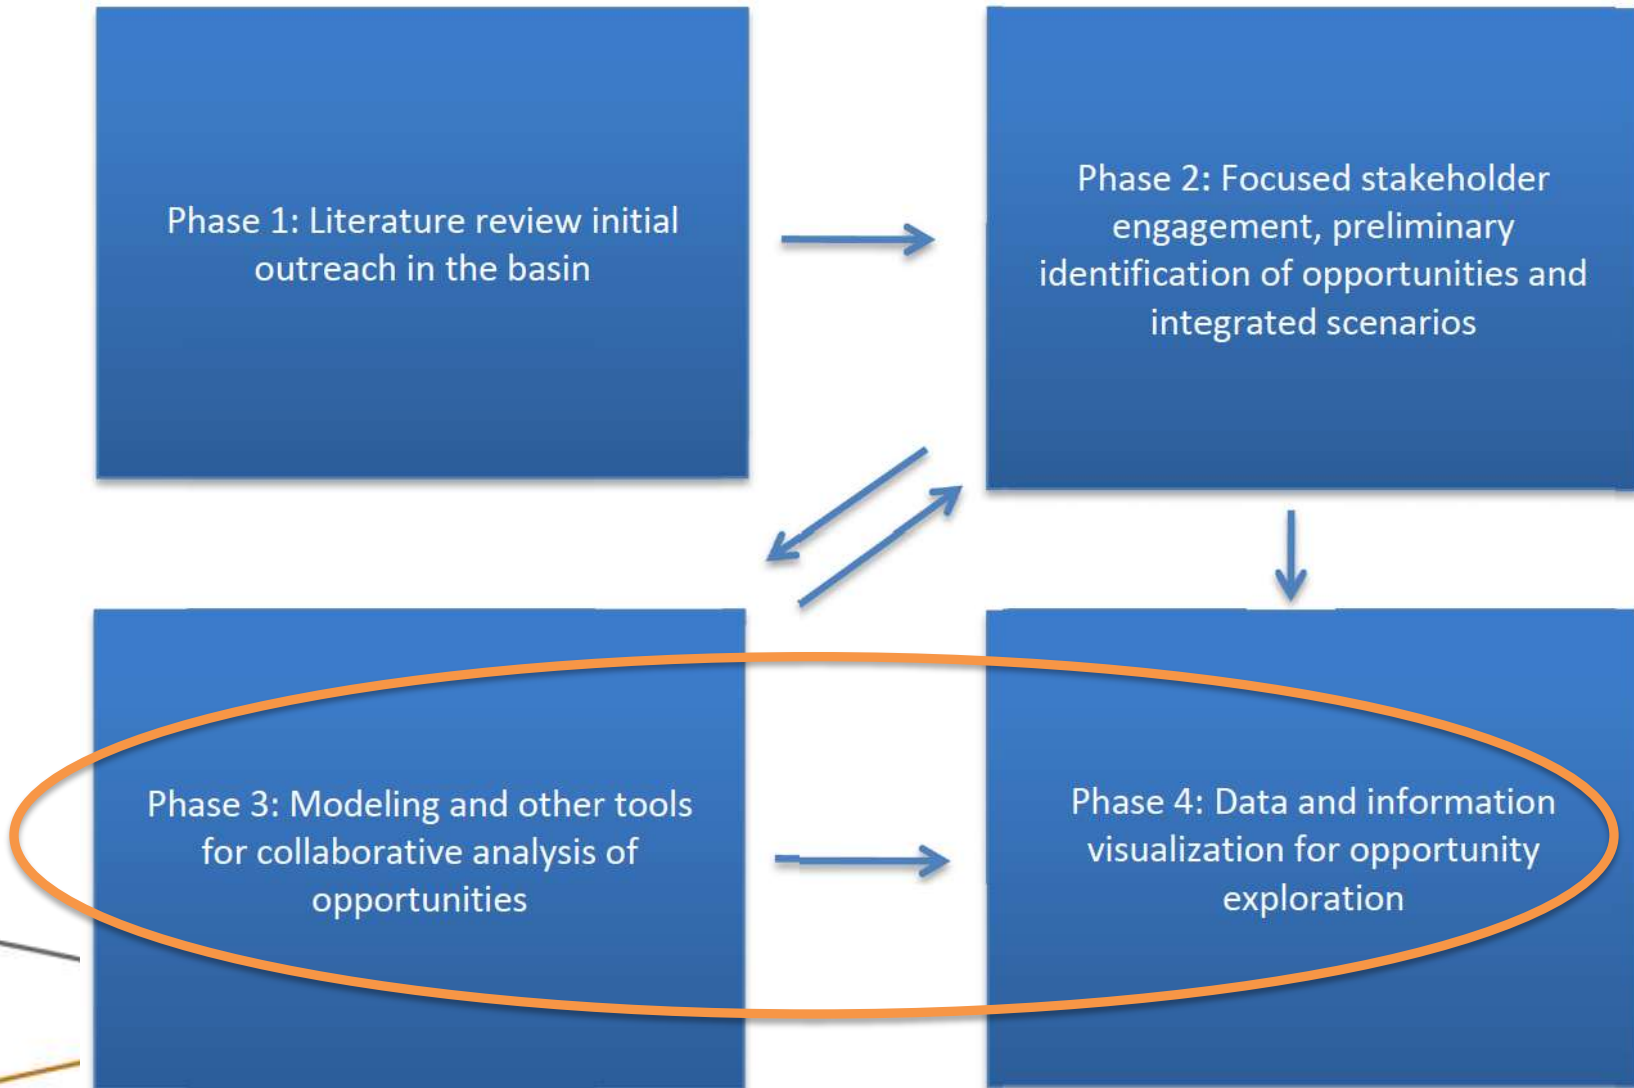 Phase 1: Literature review initial
outreach in the basin
Phase 2: Focused stakeholder
engagement, preliminary
identification of opportunities and
integrated scenarios
Phase 3: Modeling and other tools
for collaborative analysis of
opportunities
Phase 4: Data and information
visualization for opportunity
exploration